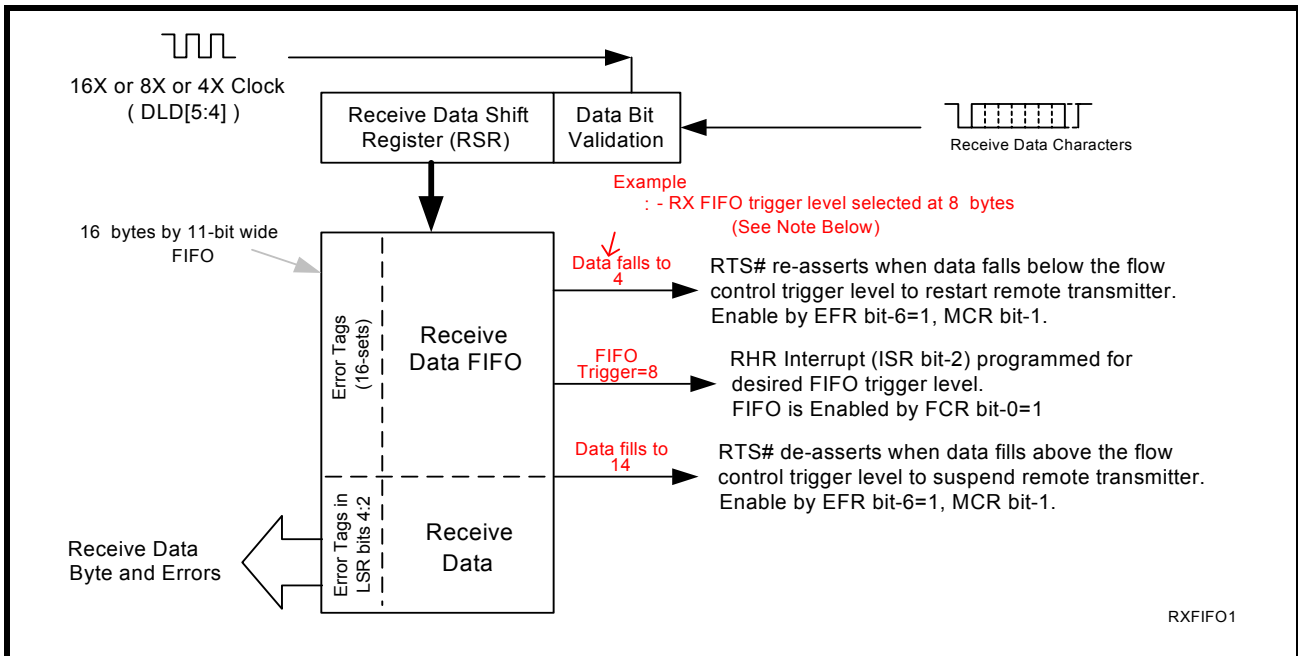 16X or 8X or 4X Clock
( DLD[5:4] )
Receive Data Shift
Register (RSR)
Data Bit
Validation
Receive Data Characters
Example
: - RX FIFO trigger level selected at 8 bytes
(See Note Below)
16 bytes by 11-bit wide
FIFO
Error Tags
(16-sets)
Receive
Data FIFO
Data falls to
4
RTS# re-asserts when data falls below the flow
control trigger level to restart remote transmitter.
Enable by EFR bit-6=1, MCR bit-1.
FIFO
Trigger=8
RHR Interrupt (ISR bit-2) programmed for
desired FIFO trigger level.
FIFO is Enabled by FCR bit-0=1
Data fills to
14
RTS# de-asserts when data fills above the flow
control trigger level to suspend remote transmitter.
Enable by EFR bit-6=1, MCR bit-1.
Error Tags in
LSR bits 4:2
Receive
Data
Receive Data
Byte and Errors
RXFIFO1